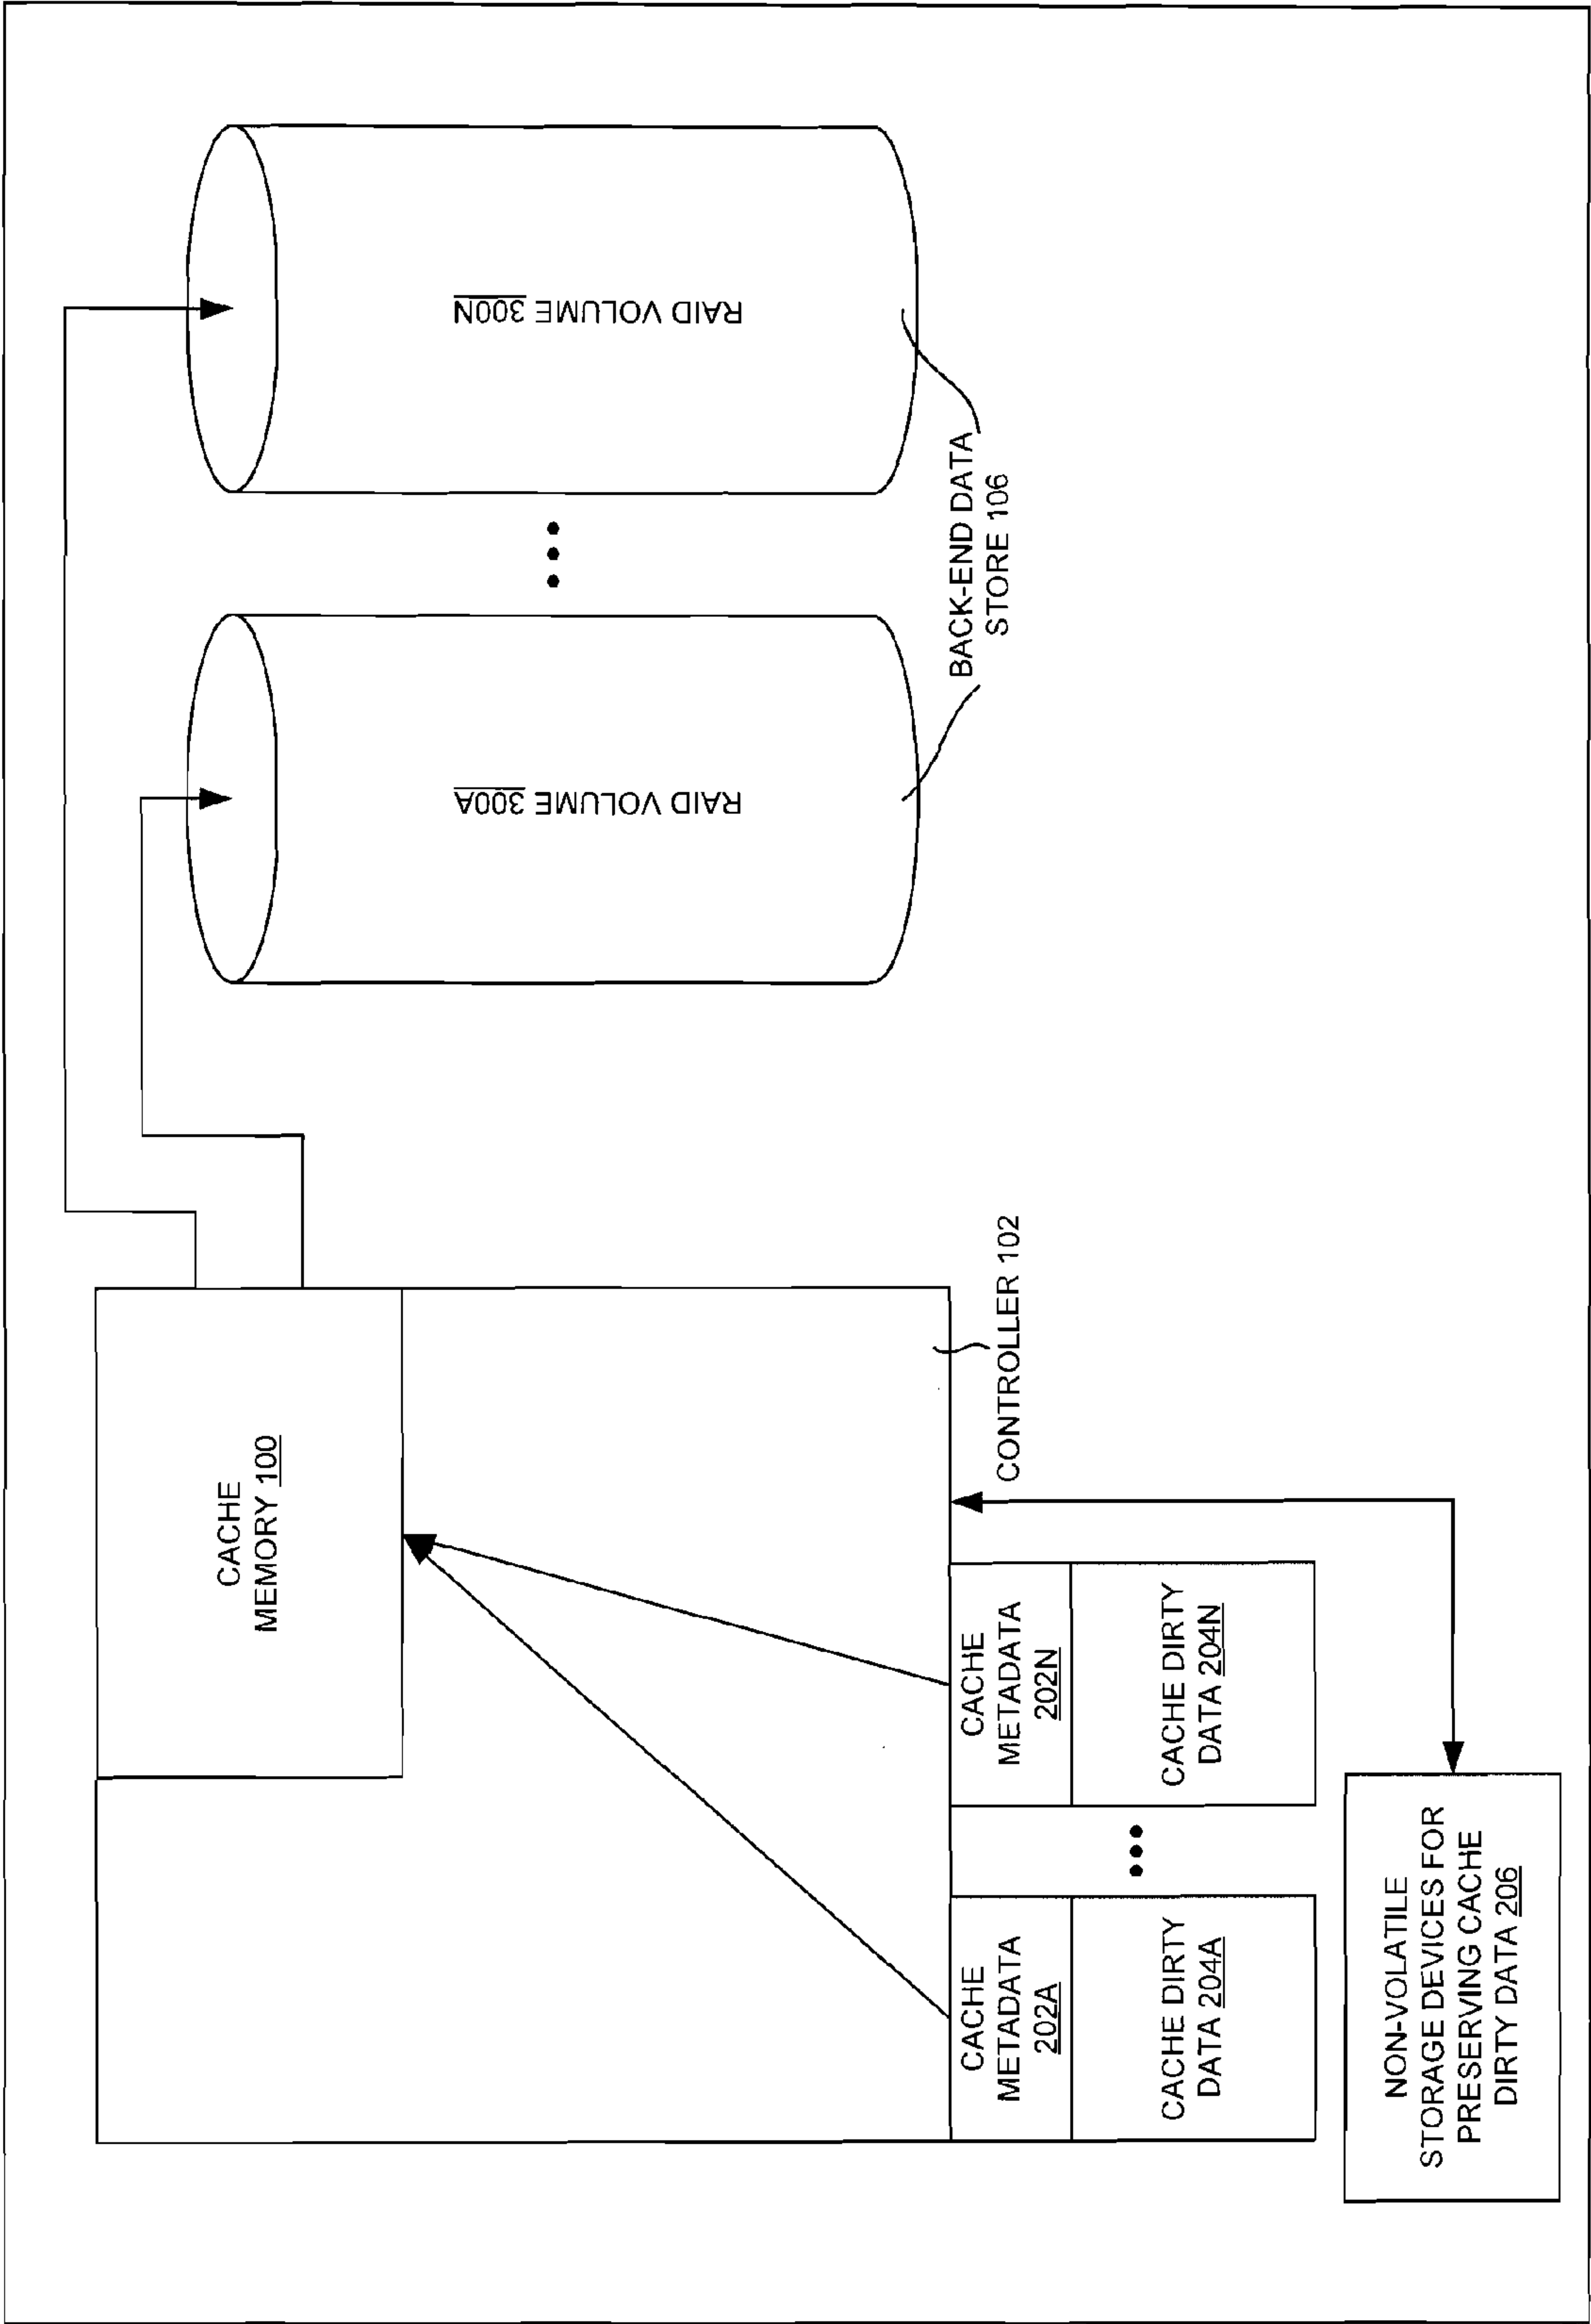 CACHE
MEMORY 100
CONTROLLER 102
CACHE
METADATA
202A
CACHE DIRTY
DATA 204A
CACHE
METADATA
202N
CACHE DIRTY
DATA 204N
NON-VOLATILE
STORAGE DEVICES FOR
PRESERVING CACHE
DIRTY DATA 206
RAID VOLUME 300A
RAID VOLUME 300N
BACK-END DATA
STORE 106